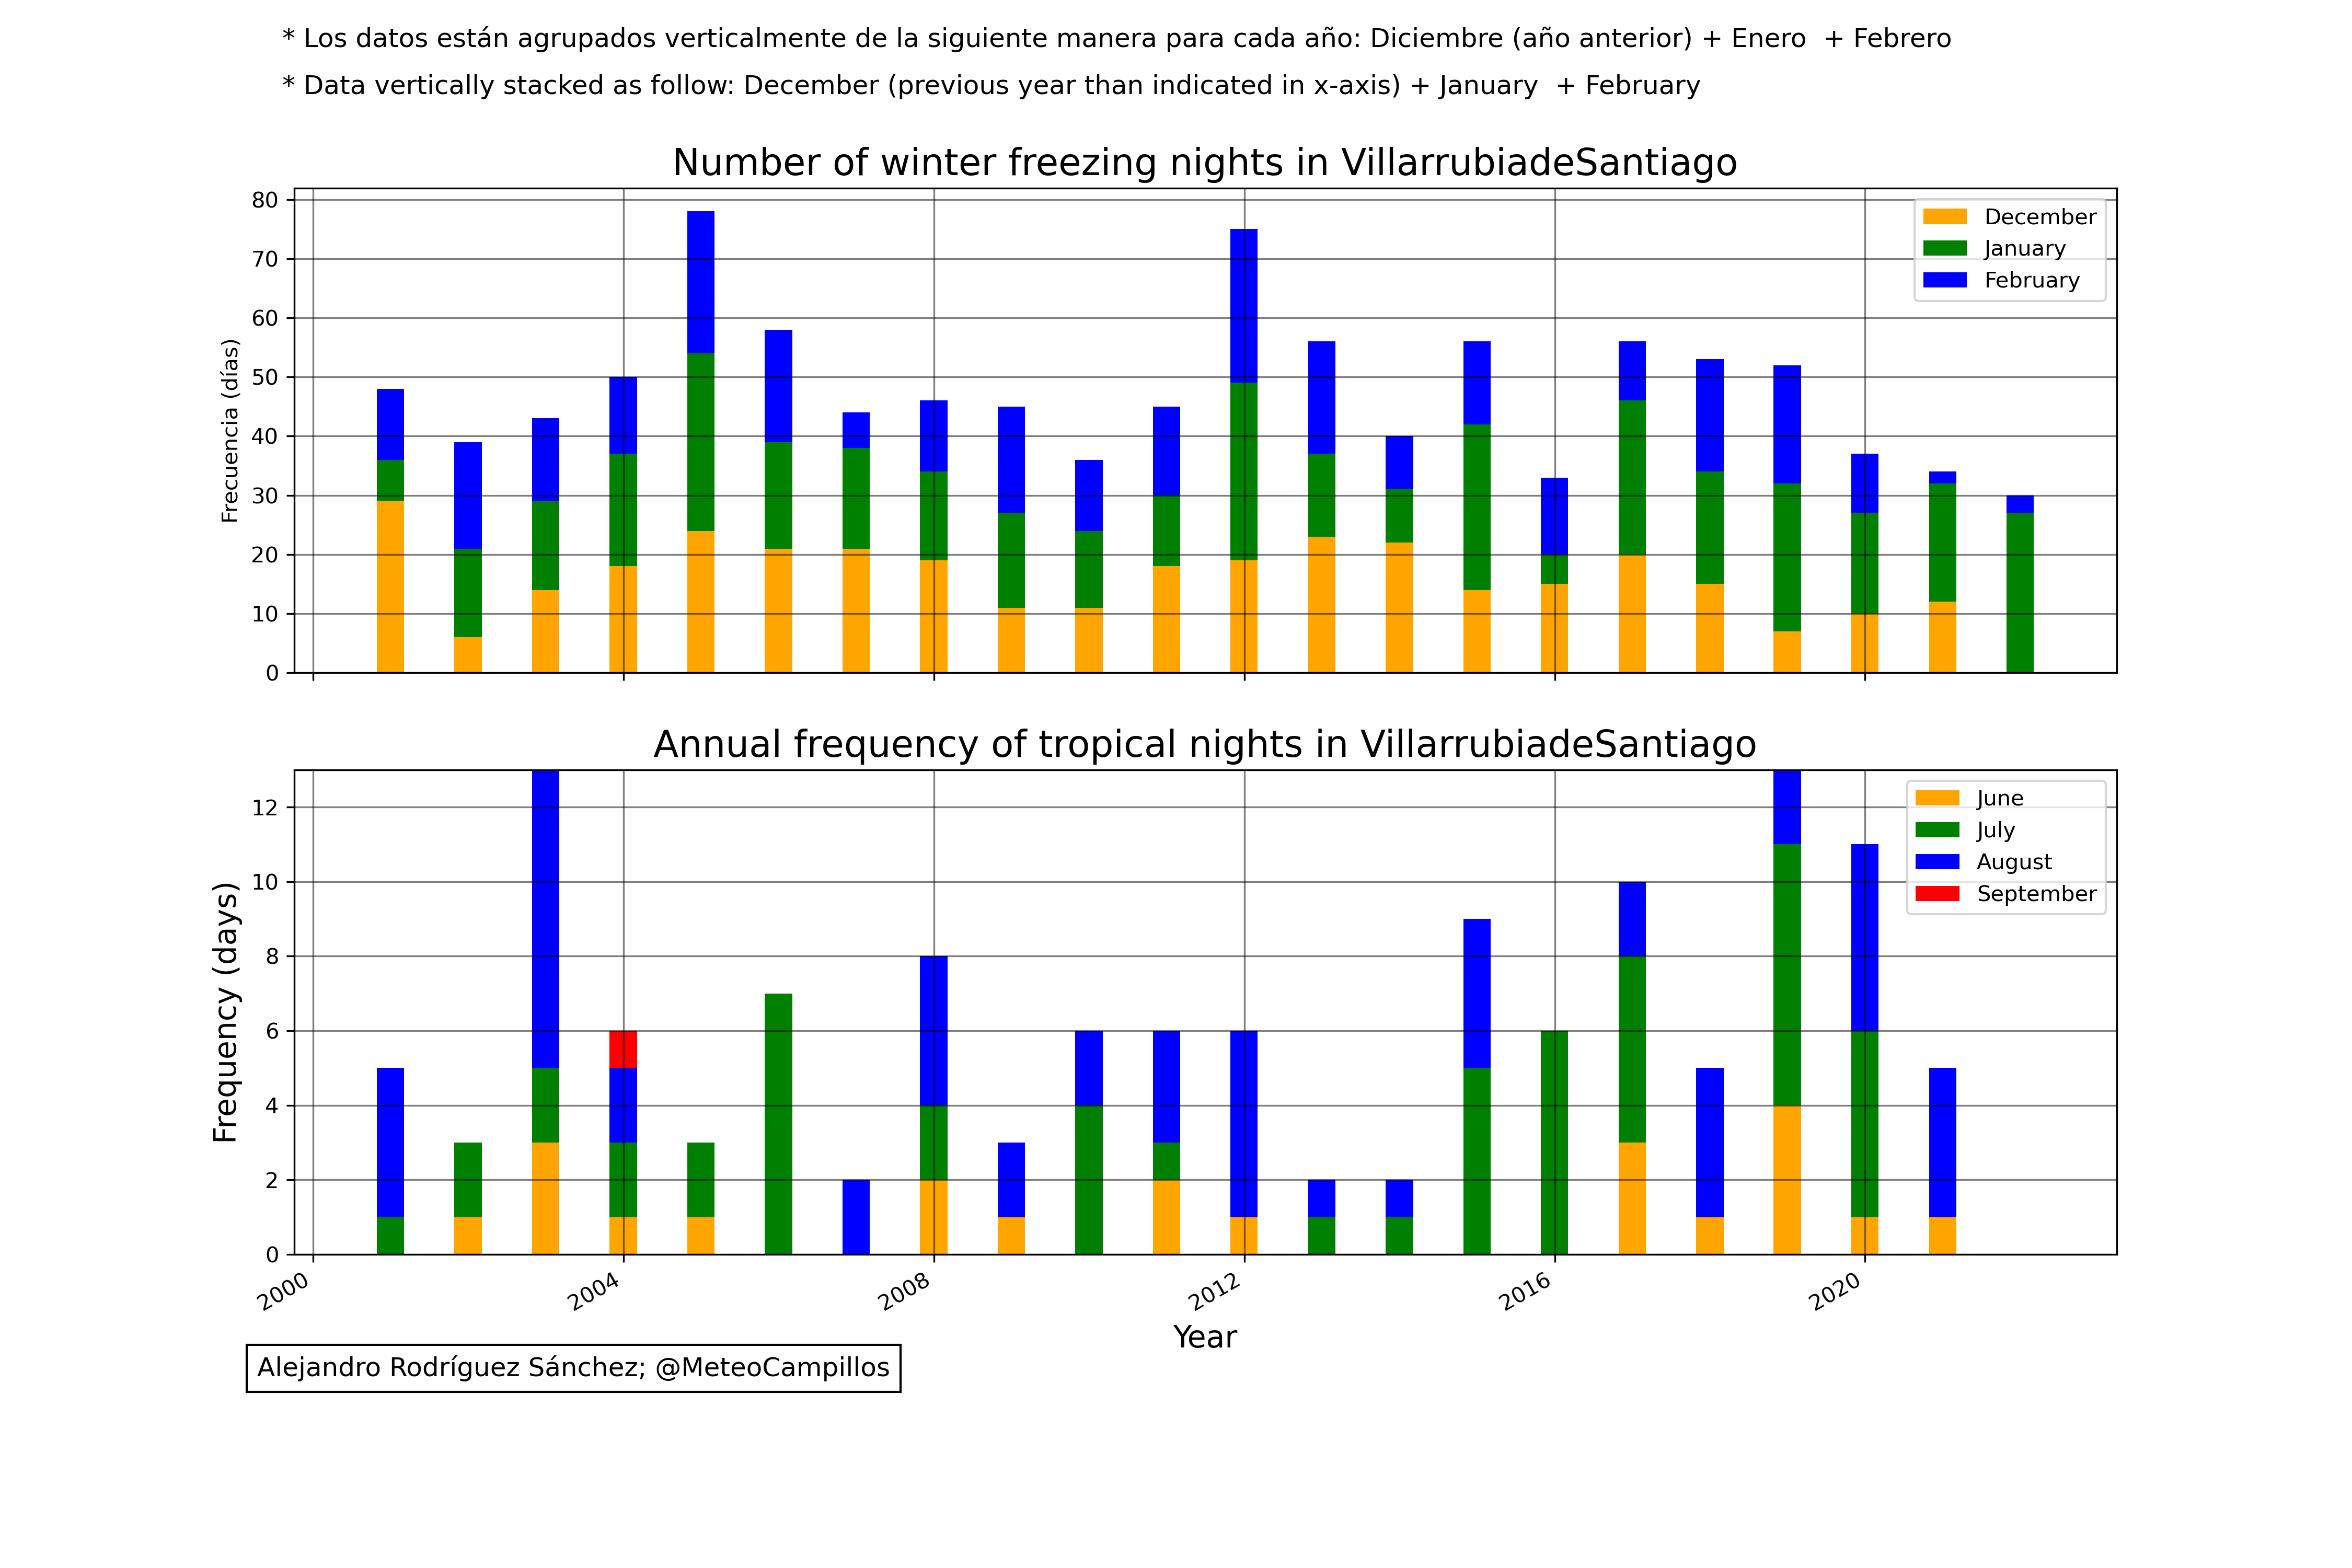 * Los datos están agrupados verticalmente de la siguiente manera para cada año: Diciembre (año anterior) + Enero  + Febrero
* Data vertically stacked as follow: December (previous year than indicated in x-axis) + January  + February
Number of winter freezing nights in VillarrubiadeSantiago
80
70
60
50
40
30
20
10
0
Frecuencia (días)
December
January
February
Annual frequency of tropical nights in VillarrubiadeSantiago
12
10
8
6
4
2
0
Frequency (days)
June
July
August
September
2000
2004
2008
2012
2016
2020
Year
Alejandro Rodríguez Sánchez; @MeteoCampillos